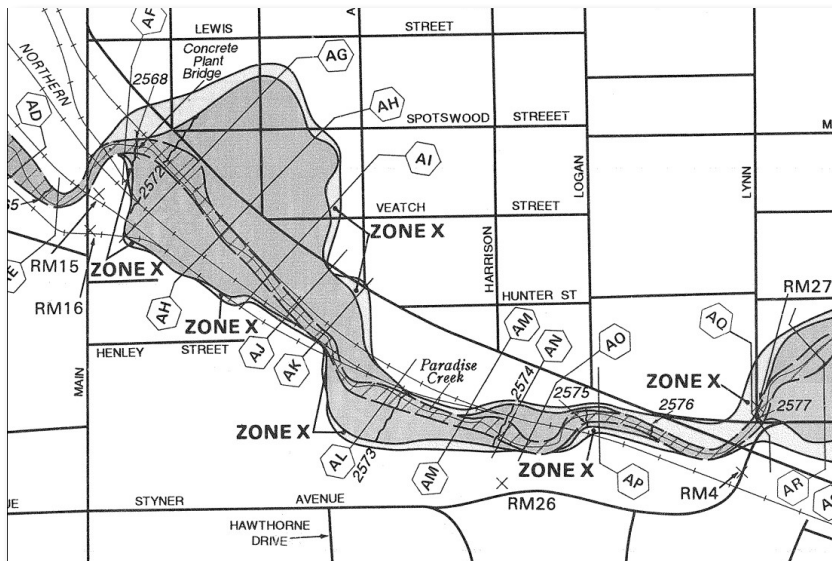 LEWIS
STREET
AF
Concrete
Plant
Bridge
AG
NORTHERN
2568
AH
AD
SPOTSWOOD
STREEET
AI
2572
LOGAN
LYNN
VEATCH
STREET
ZONE X
HARRISON
ZONE X
RM15
RM27
RM16
AH
HUNTER ST
ZONE X
AM
AO
AQ
AN
HENLEY
STREET
AJ
AK
Paradise
Creek
2574
2575
ZONE X
2576
2577
MAIN
ZONE X
AL
2573
AM
ZONE X
AP
RM4
AR
STYNER
AVENUE
RM26
HAWTHORNE
DRIVE